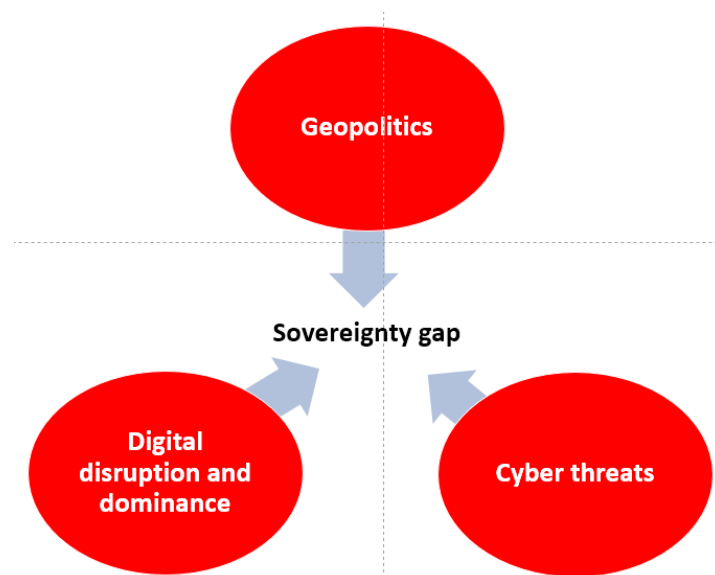 Geopolitics
Sovereignty gap
Digital
disruption and
dominance
Cyber threats